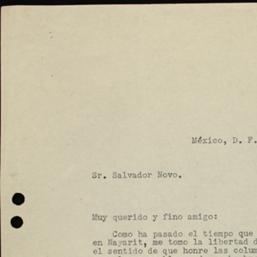 México, D. F.
Sr. Salvador Novo.
Muy querido y fino amigo:
Como ha pasado el tiempo que
en Nayarit, me tomo la libertad d
el sentido de que honre las colum